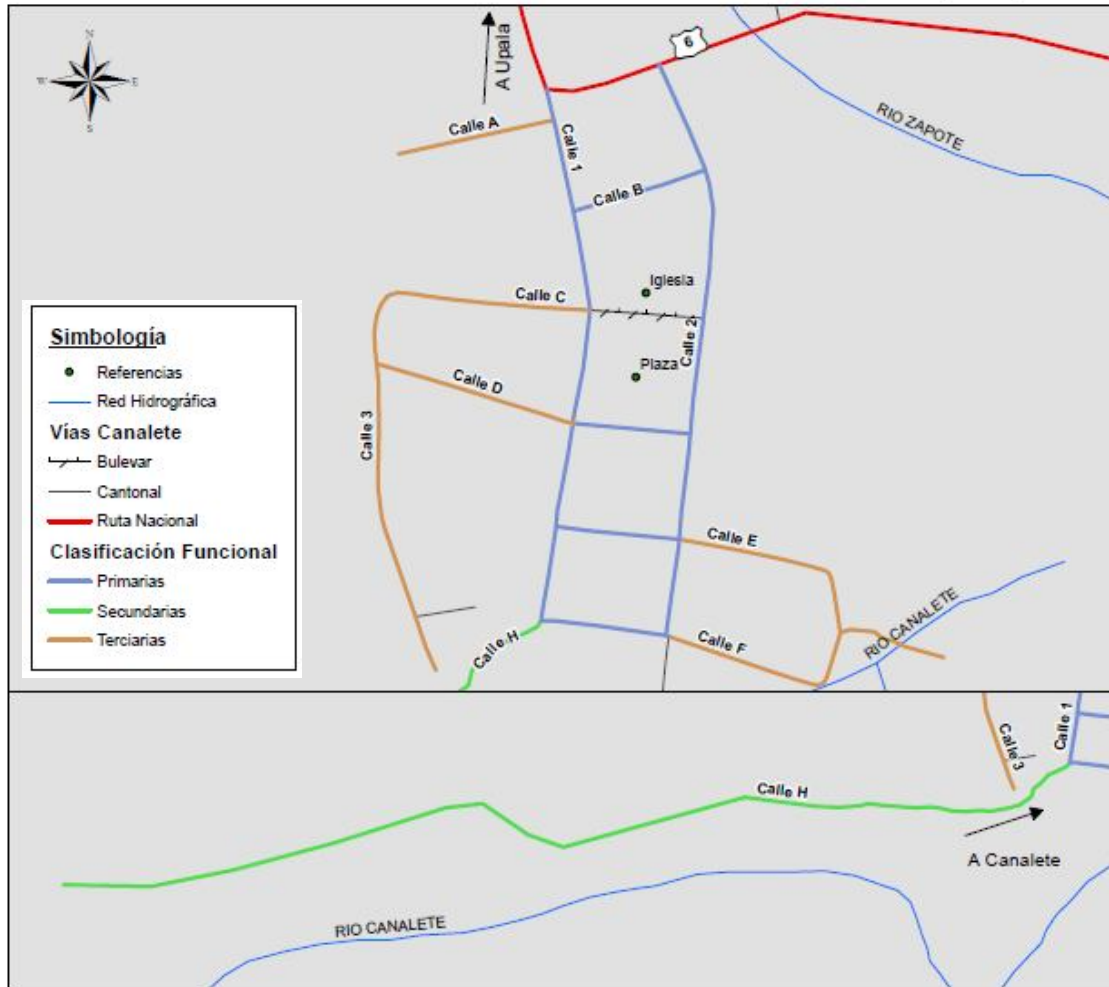 N
W
E
S
A Upala
6
RIO ZAPOTE
Calle A
Calle 1
Calle B
Iglesia
Calle C
Calle 2
Plaza
Calle D
Calle 3
Simbología
Referencias
Red Hidrográfica
Vías Canalete
Bulevar
Cantonal
Ruta Nacional
Clasificación Funcional
Primarias
Secundarias
Terciarias
Calle E
Calle F
RIO CANALETE
Calle H
Calle 1
Calle 3
Calle H
A Canalete
RIO CANALETE